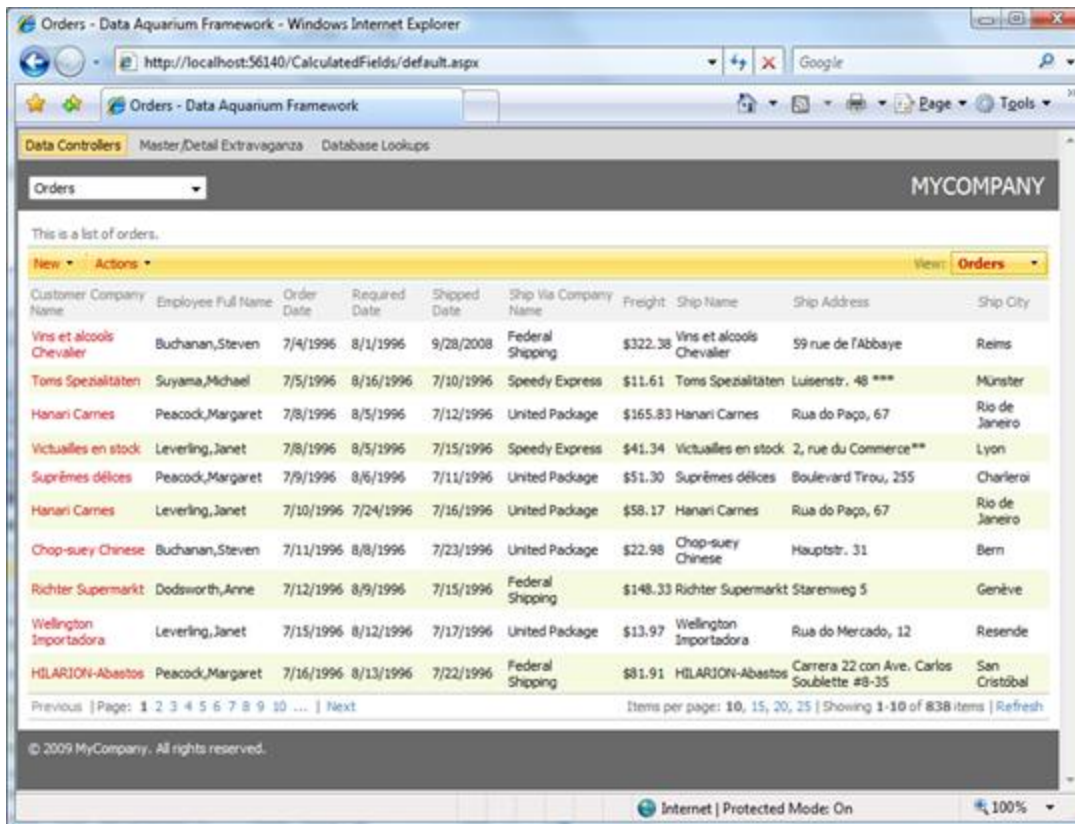 Orders - Data Aquarium Framework - Windows Internet Explorer
http://localhost:56140/CalculatedFields/default.aspx
Google
Orders - Data Aquarium Framework
Page Tools
Data Controllers Master/Detail Extravaganza Database Lookups
Orders
MYCOMPANY
This is a list of orders.
New Actions View: Orders
Customer Company Name Employee Full Name Order Date Required Date Shipped Date Ship Via Company Name Freight Ship Name Ship Address Ship City
Vins et alcools Chevalier Buchanan,Steven 7/4/1996 8/1/1996 9/28/2008 Federal Shipping $322.38 Vins et alcools Chevalier 59 rue de l'Abbaye Reims
Toms Spezialitäten Suyama,Michael 7/5/1996 8/16/1996 7/10/1996 Speedy Express $11.61 Toms Spezialitäten Luisenstr. 48 *** Münster
Hanari Carnes Peacock,Margaret 7/8/1996 8/5/1996 7/12/1996 United Package $165.83 Hanari Carnes Rua do Paço, 67 Rio de Janeiro
Victuailles en stock Leverling,Janet 7/8/1996 8/5/1996 7/15/1996 Speedy Express $41.34 Victuailles en stock 2, rue du Commerce** Lyon
Suprêmes délices Peacock,Margaret 7/9/1996 8/6/1996 7/11/1996 United Package $51.30 Suprêmes délices Boulevard Tirou, 255 Charleroi
Hanari Carnes Leverling,Janet 7/10/1996 7/24/1996 7/16/1996 United Package $58.17 Hanari Carnes Rua do Paço, 67 Rio de Janeiro
Chop-suey Chinese Buchanan,Steven 7/11/1996 8/8/1996 7/23/1996 United Package $22.98 Chop-suey Chinese Hauptstr. 31 Bern
Richter Supermarkt Dodsworth,Anne 7/12/1996 8/9/1996 7/15/1996 Federal Shipping $148.33 Richter Supermarkt Starenweg 5 Genève
Wellington Importadora Leverling,Janet 7/15/1996 8/12/1996 7/17/1996 United Package $13.97 Wellington Importadora Rua do Mercado, 12 Resende
HILARION-Abastos Peacock,Margaret 7/16/1996 8/13/1996 7/22/1996 Federal Shipping $81.91 HILARION-Abastos Carrera 22 con Ave. Carlos Soublette #8-35 San Cristóbal
Previous | Page: 1 2 3 4 5 6 7 8 9 10 ... | Next Items per page: 10, 15, 20, 25 | Showing 1-10 of 838 items | Refresh
© 2009 MyCompany. All rights reserved.
Internet | Protected Mode: On 100%